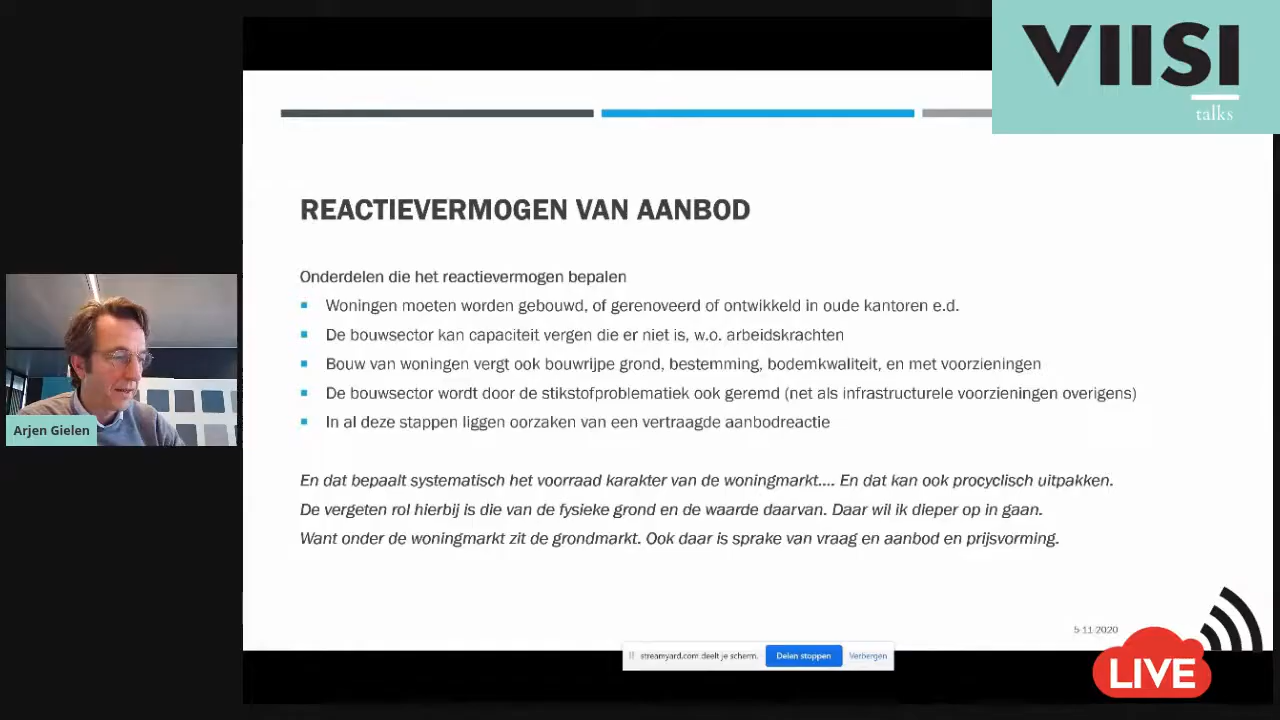 VIISI
talks
REACTIEVERMOGEN VAN AANBOD
Onderdelen die het reactievermogen bepalen
Woningen moeten worden gebouwd, of gerenoveerd of ontwikkeld in oude kantoren e.d.
De bouwsector kan capaciteit vergen die er niet is, w.o. arbeidskrachten
Bouw van woningen vergt ook bouwrijpe grond, bestemming, bodemkwaliteit, en met voorzieningen
De bouwsector wordt door de stikstofproblematiek ook geremd (net als infrastructurele voorzieningen overigens)
In al deze stappen liggen oorzaken van een vertraagde aanbodreactie
En dat bepaalt systematisch het voorraad karakter van de woningmarkt.... En dat kan ook procyclisch uitpakken.
De vergeten rol hierbij is die van de fysieke grond en de waarde daarvan. Daar wil ik dieper op in gaan.
Want onder de woningmarkt zit de grondmarkt. Ook daar is sprake van vraag en aanbod en prijsvorming.
Arjen Gielen
5-11-2020
streamyard.com deelt je scherm.
Delen stoppen
Verbergen
LIVE